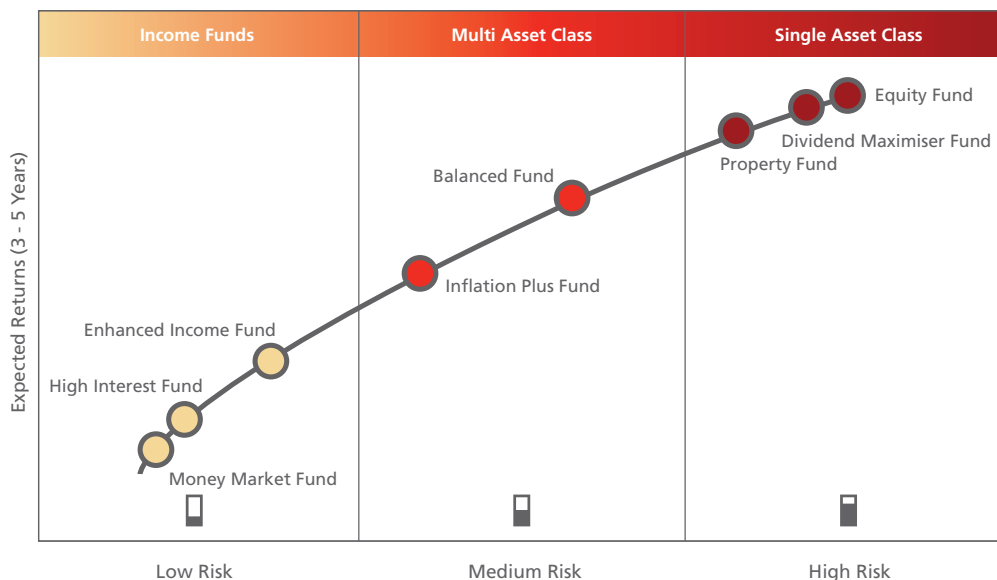 Income Funds
Multi Asset Class
Single Asset Class
Equity Fund
Dividend Maximiser Fund
Property Fund
Balanced Fund
Inflation Plus Fund
Enhanced Income Fund
High Interest Fund
Money Market Fund
Expected Returns (3 - 5 Years)
Low Risk
Medium Risk
High Risk